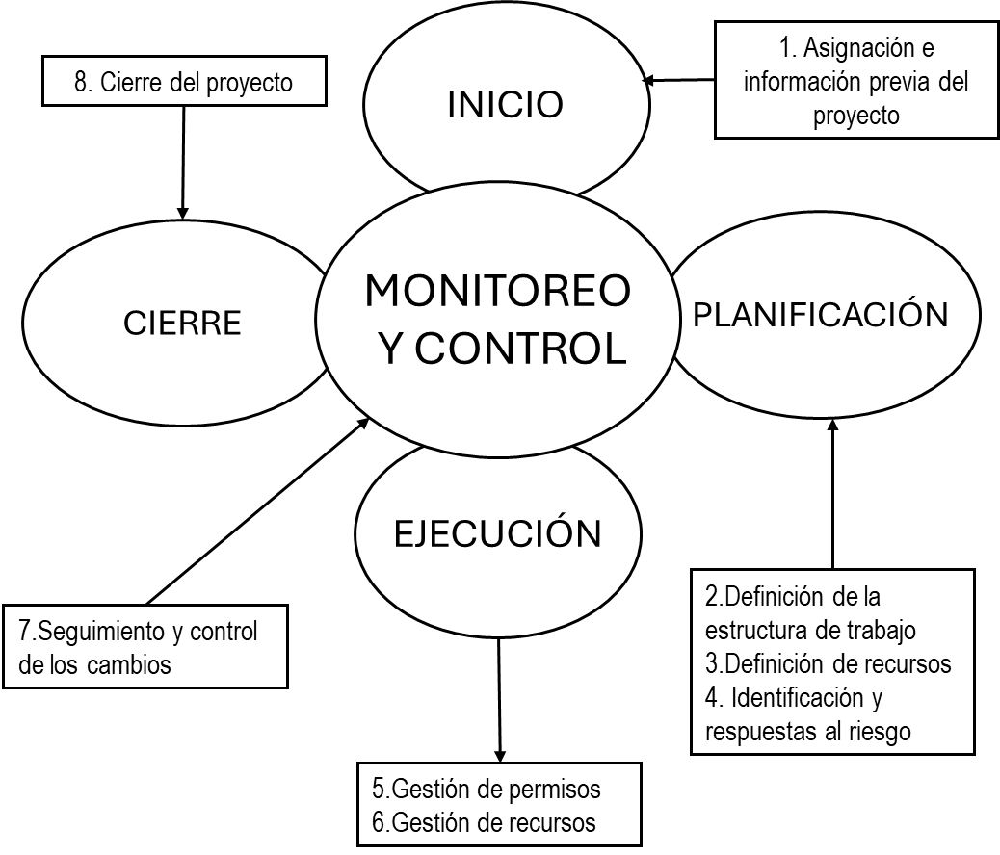 8. Cierre del proyecto
INICIO
1. Asignación e
información previa del
proyecto
CIERRE
MONITOREO
Y CONTROL
PLANIFICACIÓN
EJECUCIÓN
7.Seguimiento y control
de los cambios
2.Definición de la
estructura de trabajo
3.Definición de recursos
4. Identificación y
respuestas al riesgo
5.Gestión de permisos
6.Gestión de recursos